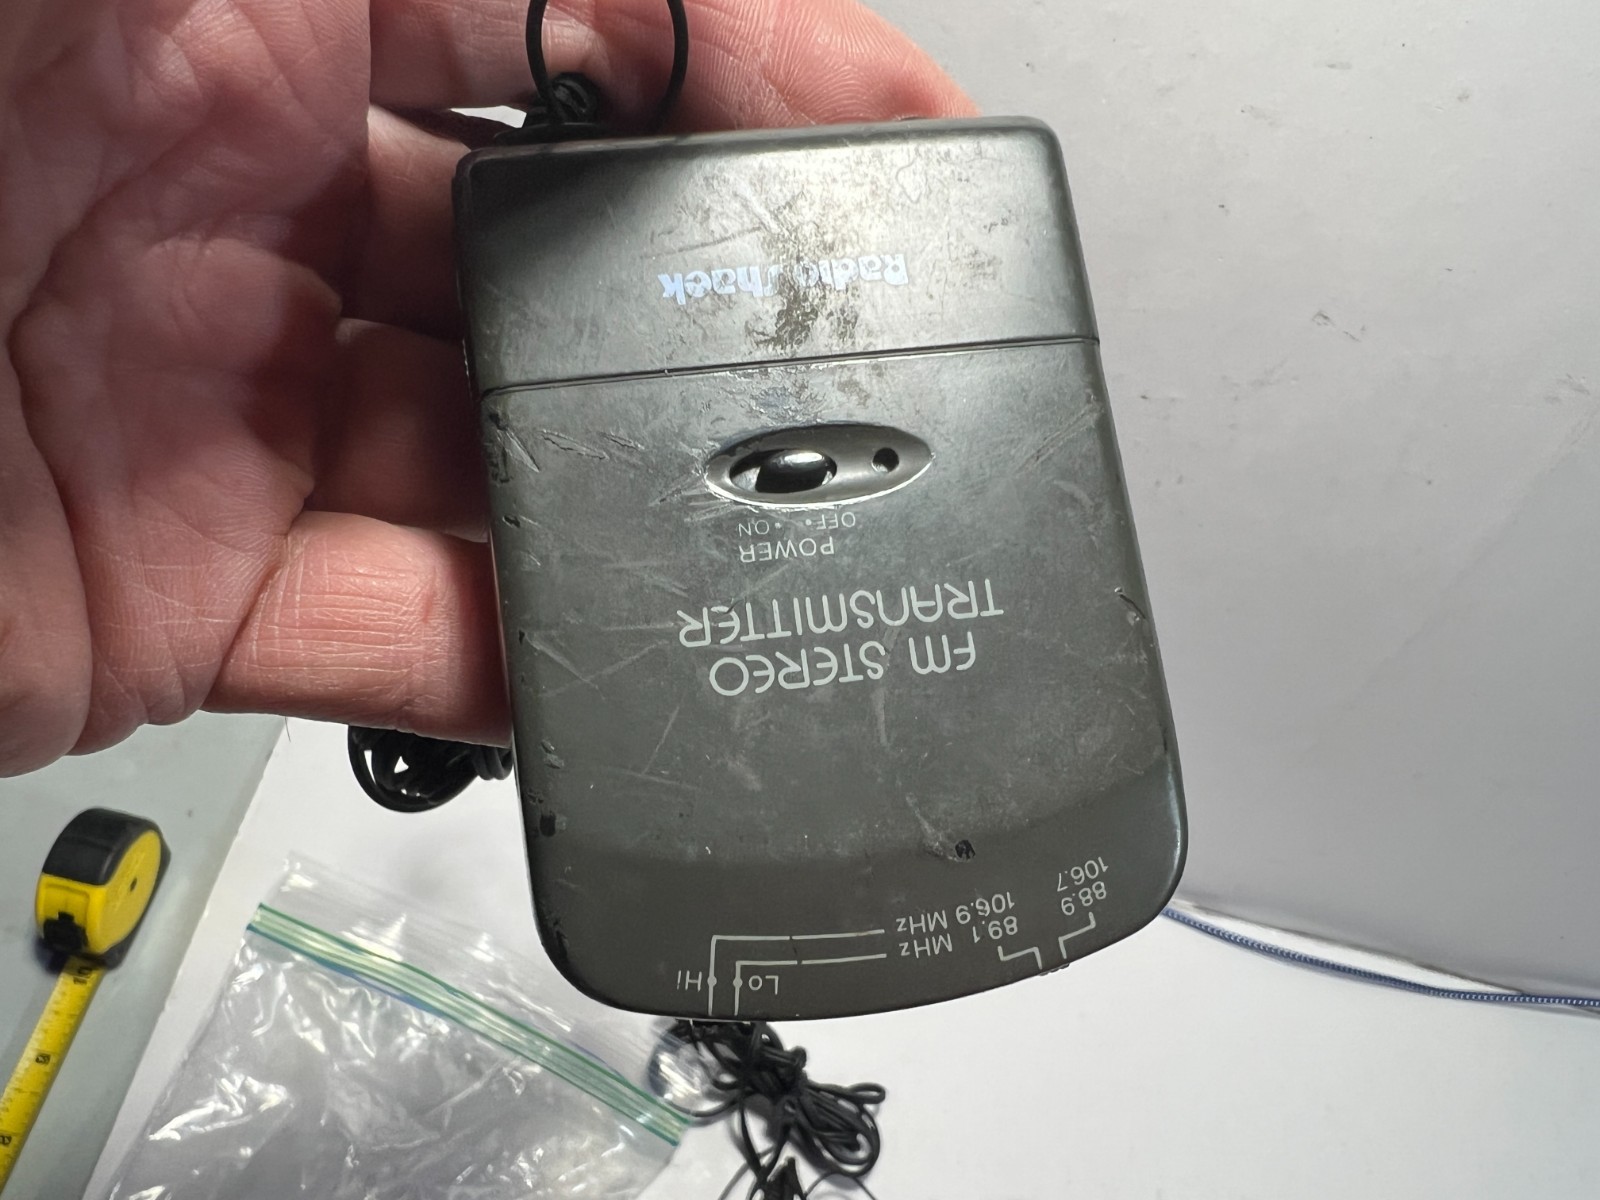 Lo Hi
88.9 89.1 MHz
106.7 106.9 MHz
FM STEREO
TRANSMITTER
POWER
OFF • • ON
RadioShack